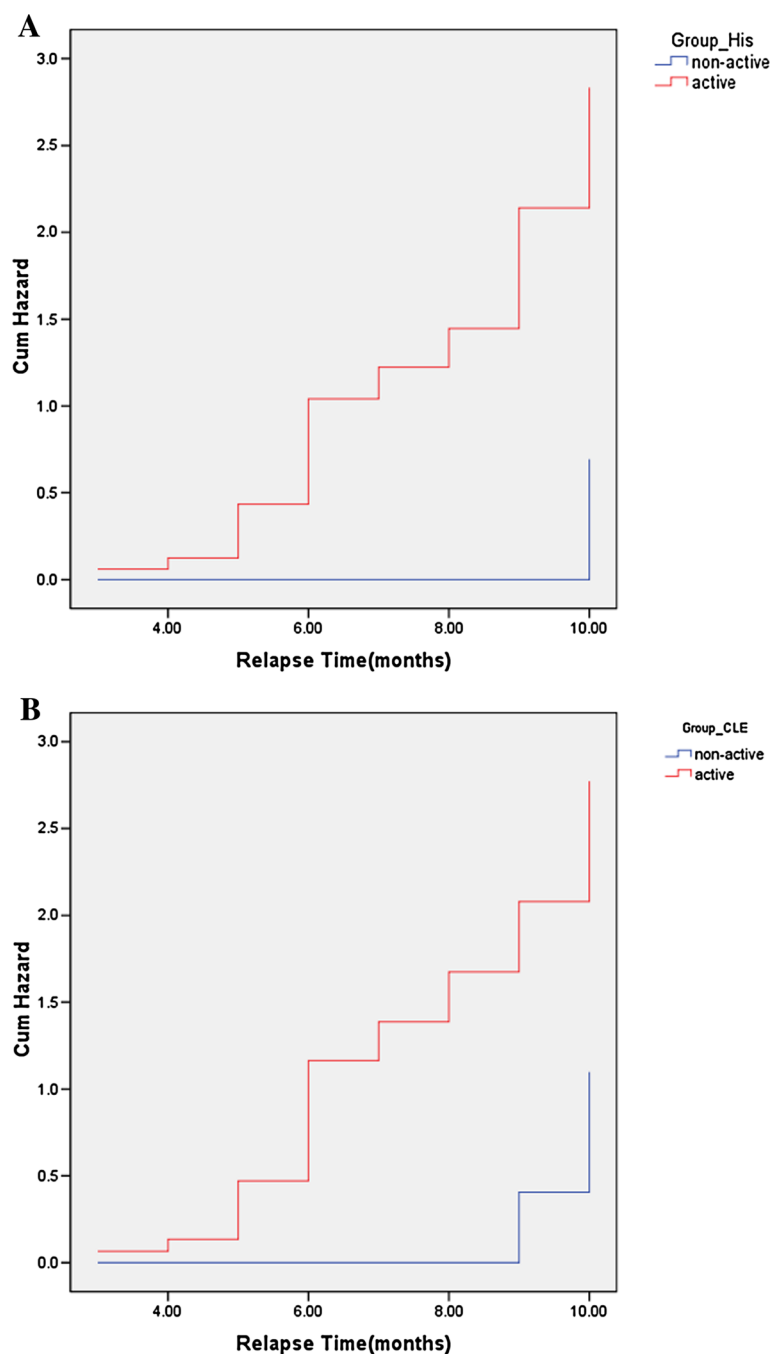 A
Group_His
non-active
active
3.0
2.5
2.0
1.5
1.0
0.5
0.0
Cum Hazard
4.00 6.00 8.00 10.00
Relapse Time(months)
B
Group_CLE
non-active
active
3.0
2.5
2.0
1.5
1.0
0.5
0.0
Cum Hazard
4.00 6.00 8.00 10.00
Relapse Time(months)